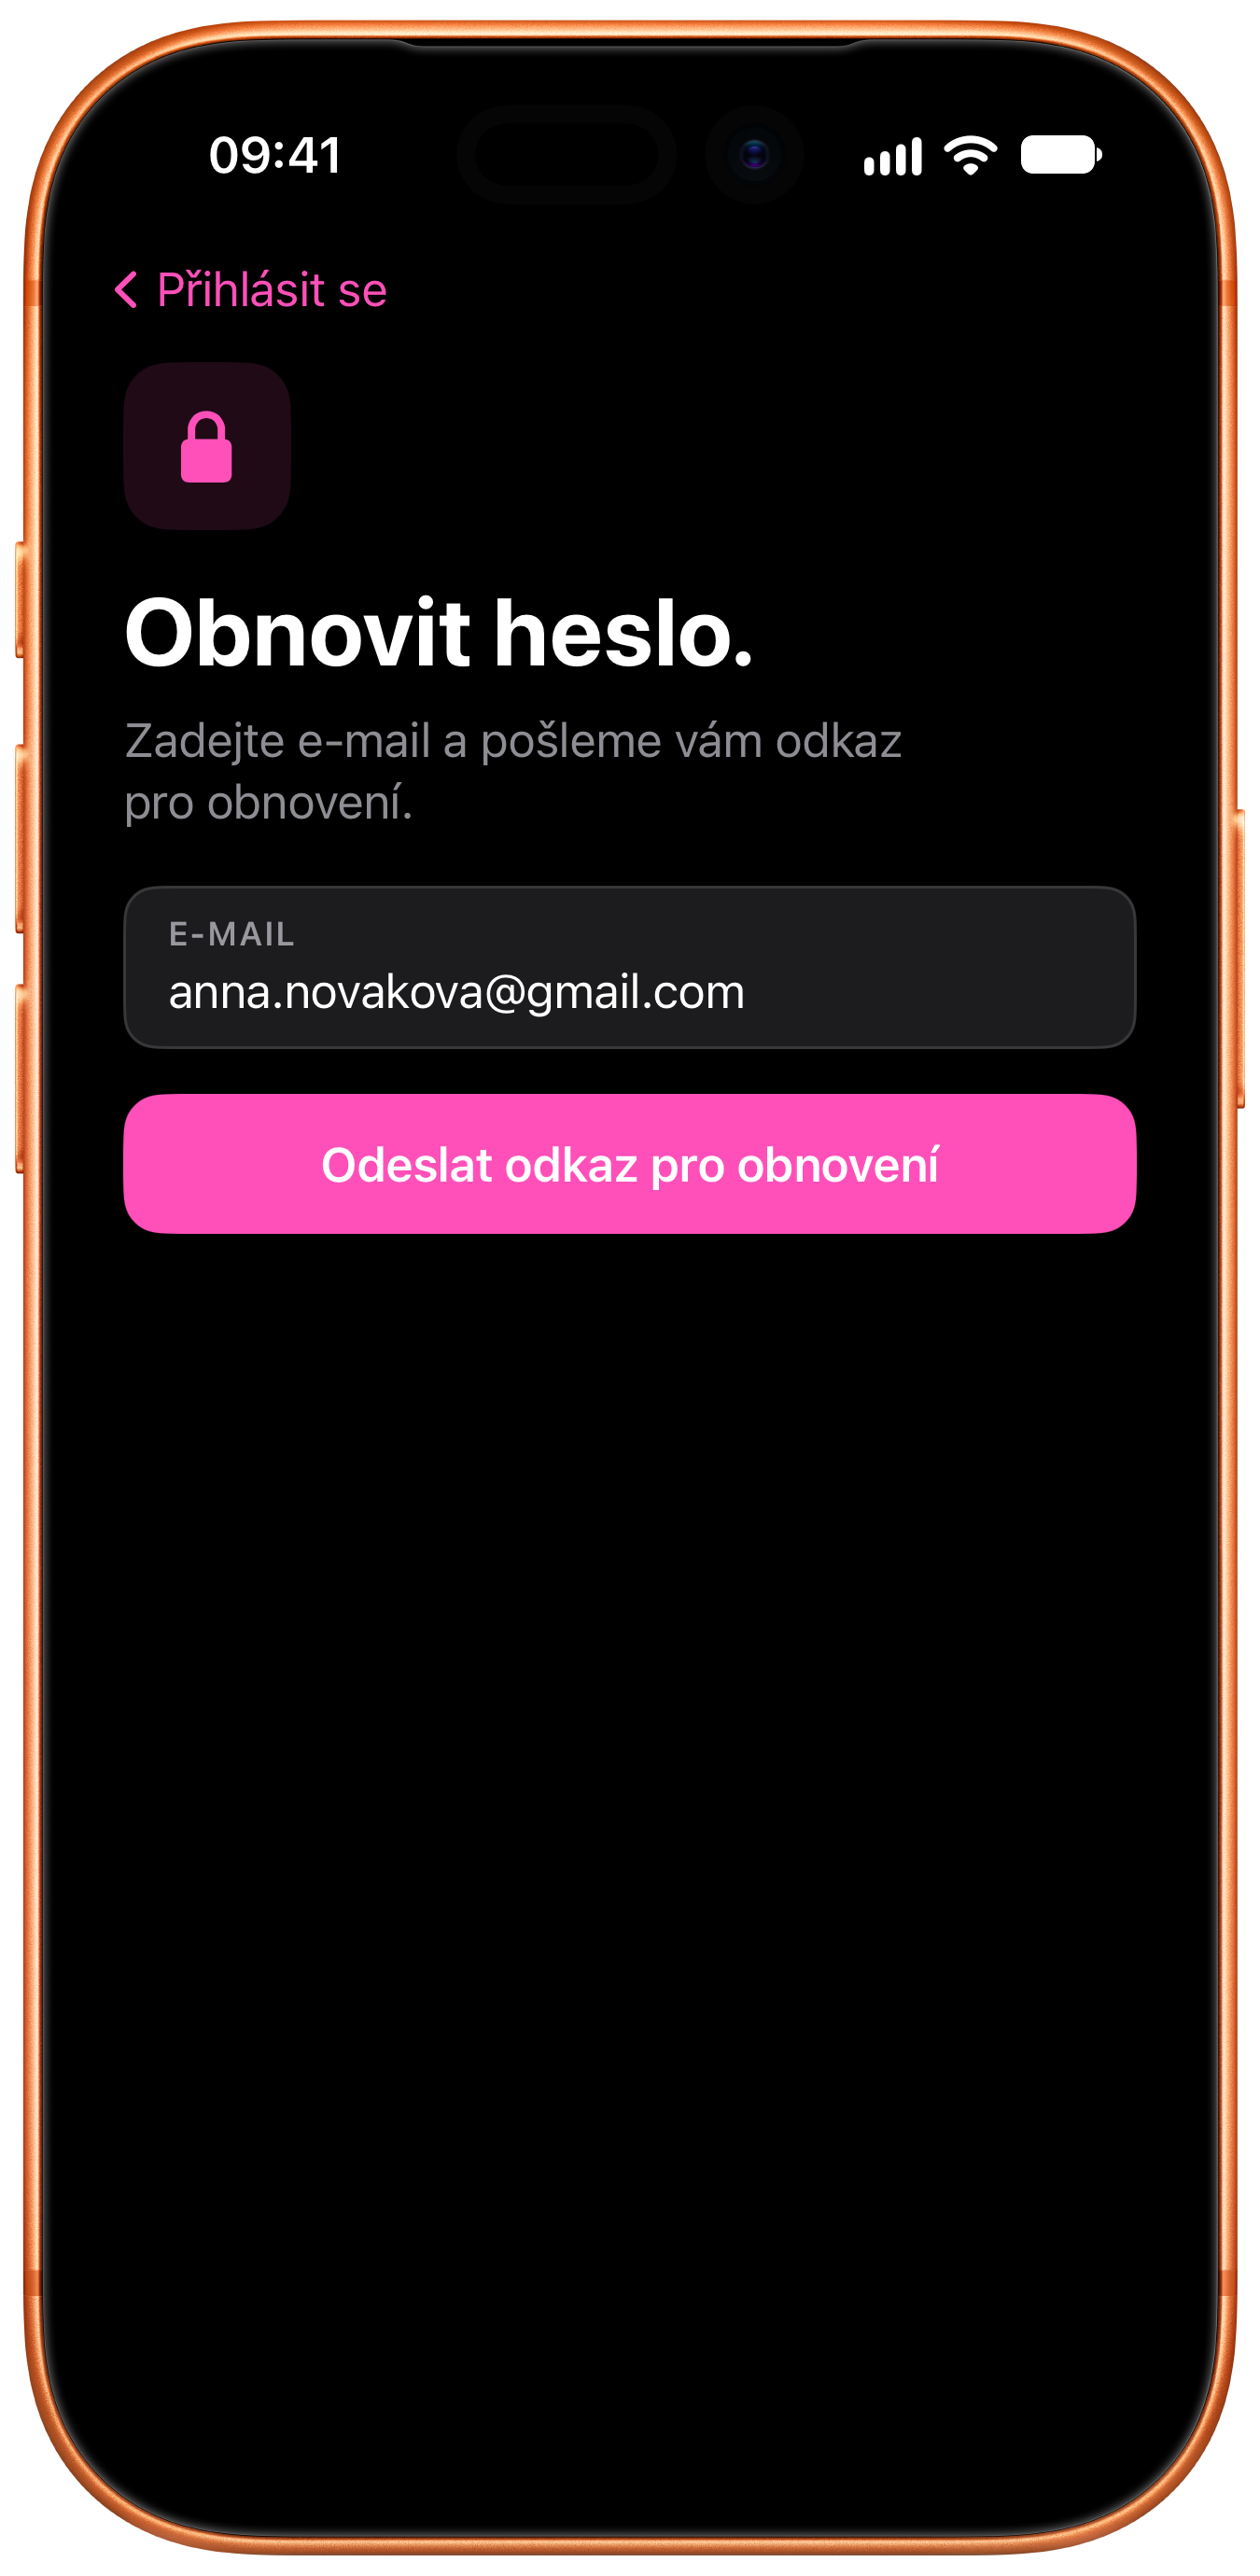 09:41
Přihlásit se
Obnovit heslo.
Zadejte e-mail a pošleme vám odkaz
pro obnovení.
E-MAIL
anna.novakova@gmail.com
Odeslat odkaz pro obnovení